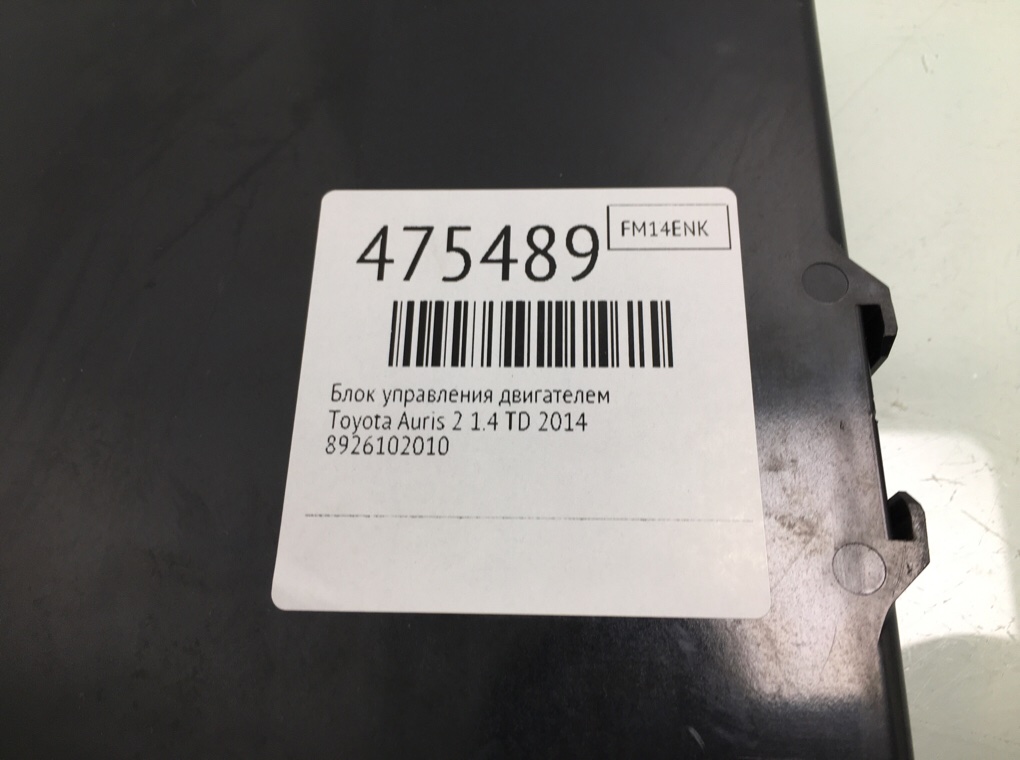 475489
FM14ENK
Блок управления двигателем
Toyota Auris 2 1.4 TD 2014
8926102010